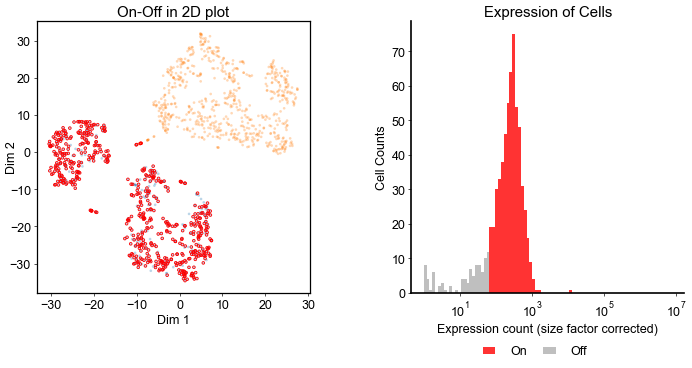 On-Off in 2D plot
Expression of Cells
Dim 2
30
20
10
0
−10
−20
−30
−30 −20 −10 0 10 20 30
Dim 1
Cell Counts
70
60
50
40
30
20
10
0
10^1 10^3 10^5 10^7
Expression count (size factor corrected)
On Off